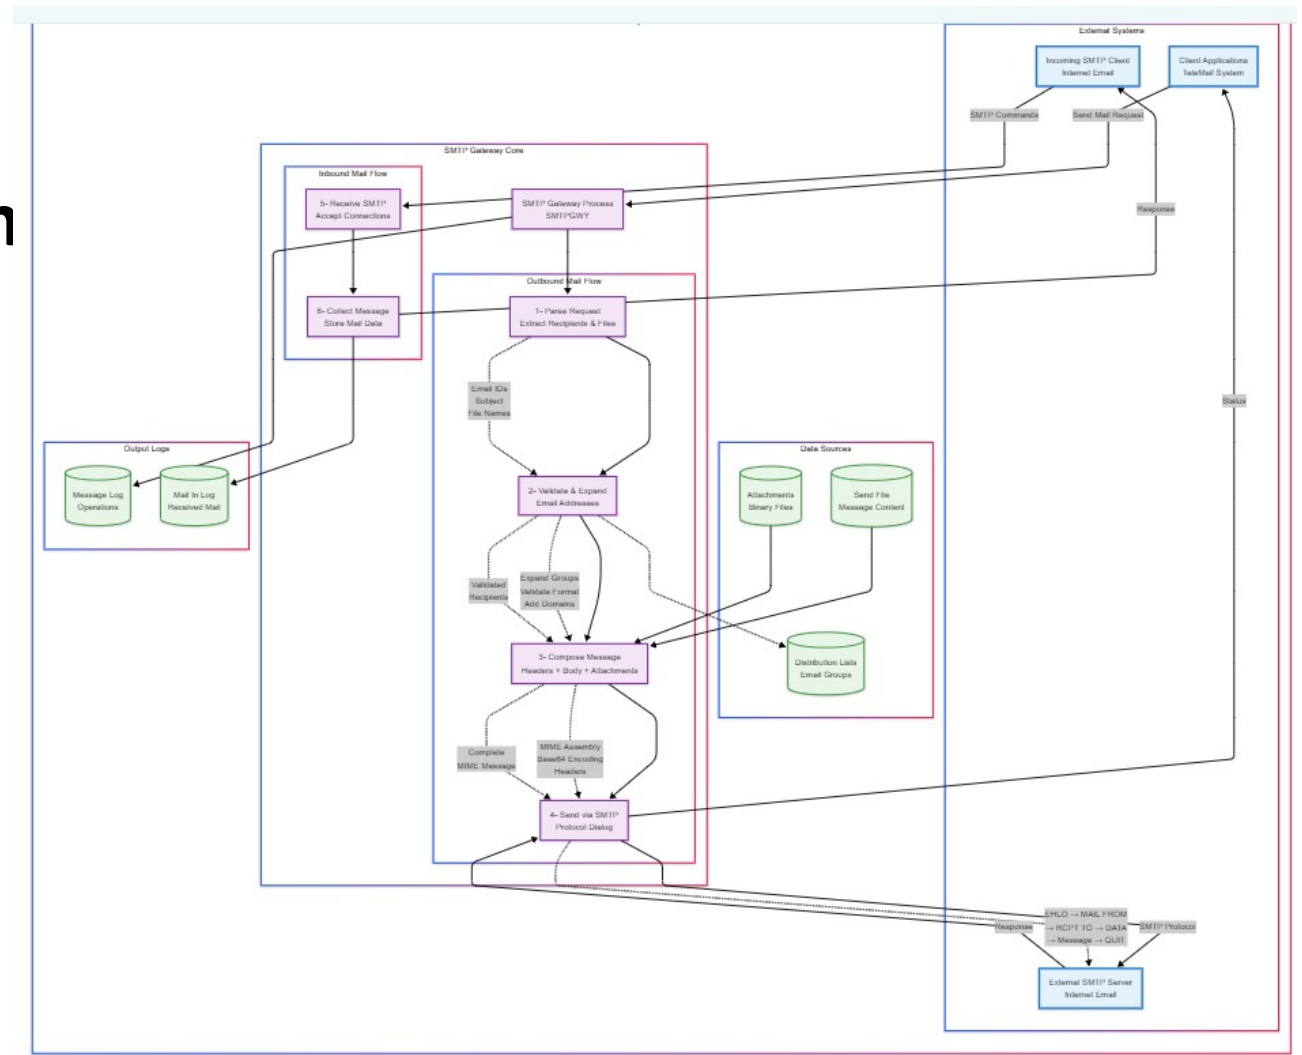 External Systems
Incoming SMTP Client
Internet Email
Client Applications
TeleMail System
SMTP Commands
Send Mail Request
SMTP Gateway Core
Inbound Mail Flow
5- Receive SMTP
Accept Connections
SMTP Gateway Process
SMTPGWY
Response
Outbound Mail Flow
6- Collect Message
Store Mail Data
1- Parse Request
Extract Recipients & Files
Email IDs
Subject
File Names
Status
Output Logs
Message Log
Operations
Mail In Log
Received Mail
2- Validate & Expand
Email Addresses
Data Sources
Attachments
Binary Files
Send File
Message Content
Validated
Recipients
Expand Groups
Validate Format
Add Domains
3- Compose Message
Headers + Body + Attachments
Distribution Lists
Email Groups
Complete
MIME Message
MIME Assembly
Base64 Encoding
Headers
4- Send via SMTP
Protocol Dialog
Response
EHLO → MAIL FROM
→ RCPT TO → DATA
→ Message → QUIT
SMTP Protocol
External SMTP Server
Internet Email